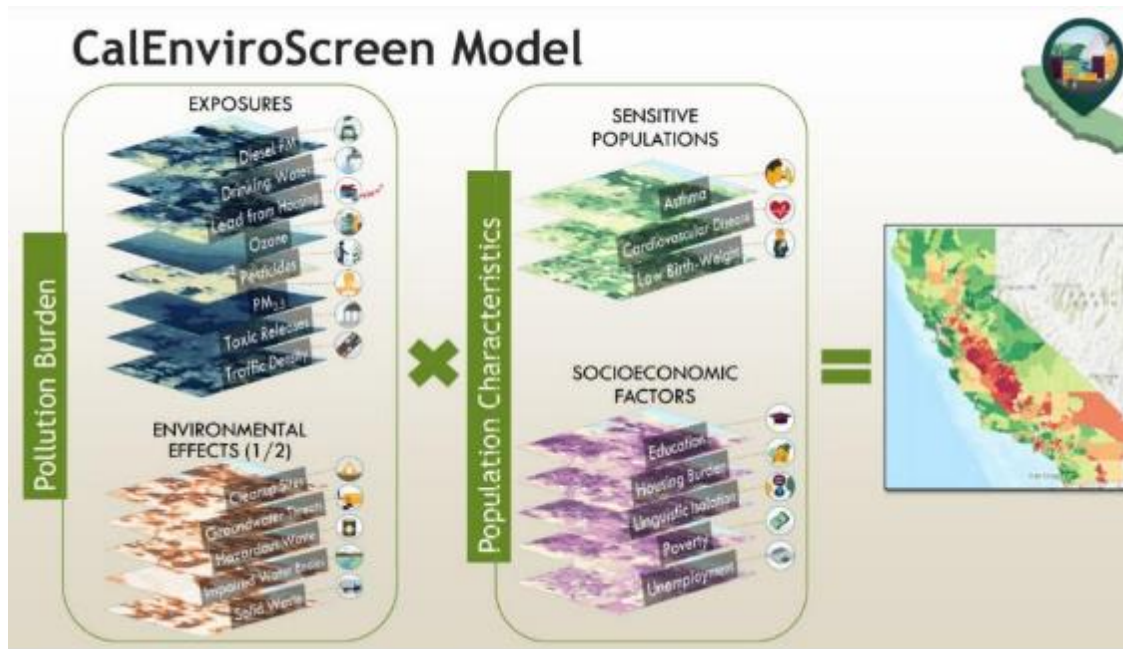 CalEnviroScreen Model
Pollution Burden
EXPOSURES
Diesel PM
Drinking Water
Lead from Housing
Ozone
Pesticides
PM2.5
Toxic Releases
Traffic Density
ENVIRONMENTAL
EFFECTS (1/2)
Cleanup Sites
Groundwater Threats
Hazardous Waste
Impaired Water Bodies
Solid Waste
Population Characteristics
SENSITIVE
POPULATIONS
Asthma
Cardiovascular Disease
Low Birth-Weight
SOCIOECONOMIC
FACTORS
Education
Housing Burden
Linguistic Isolation
Poverty
Unemployment